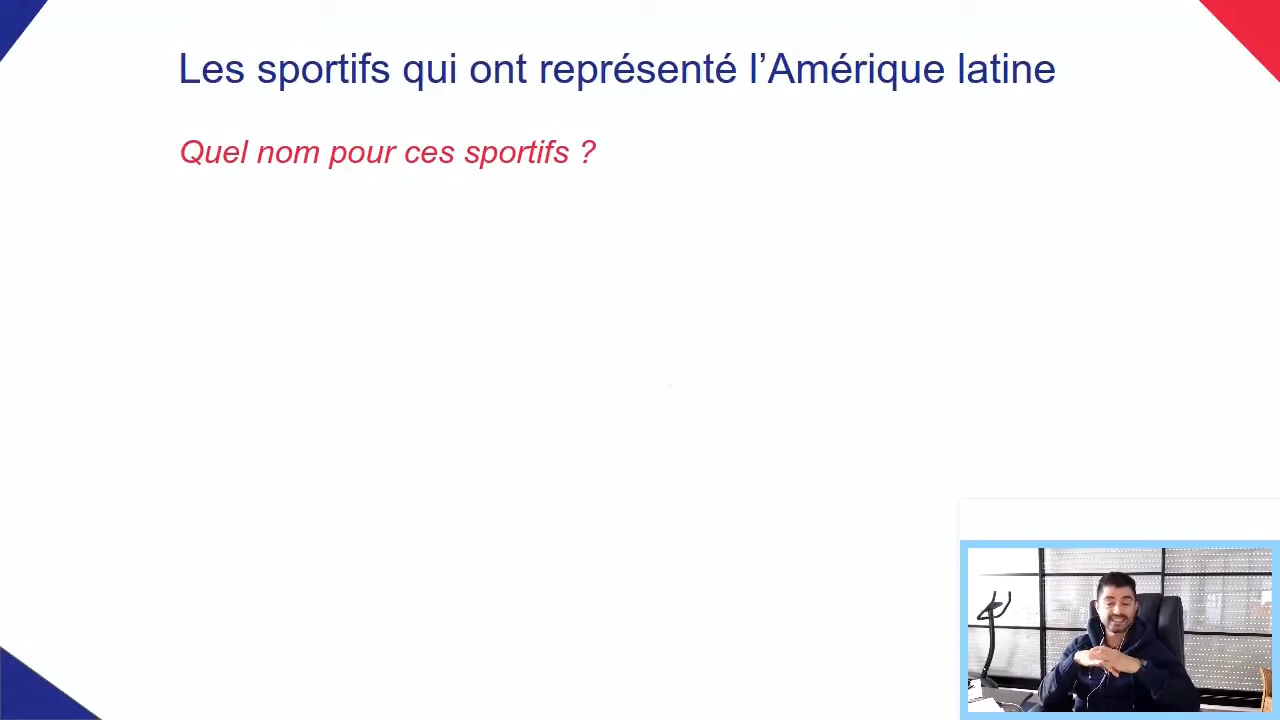 Les sportifs qui ont représenté l’Amérique latine
Quel nom pour ces sportifs ?